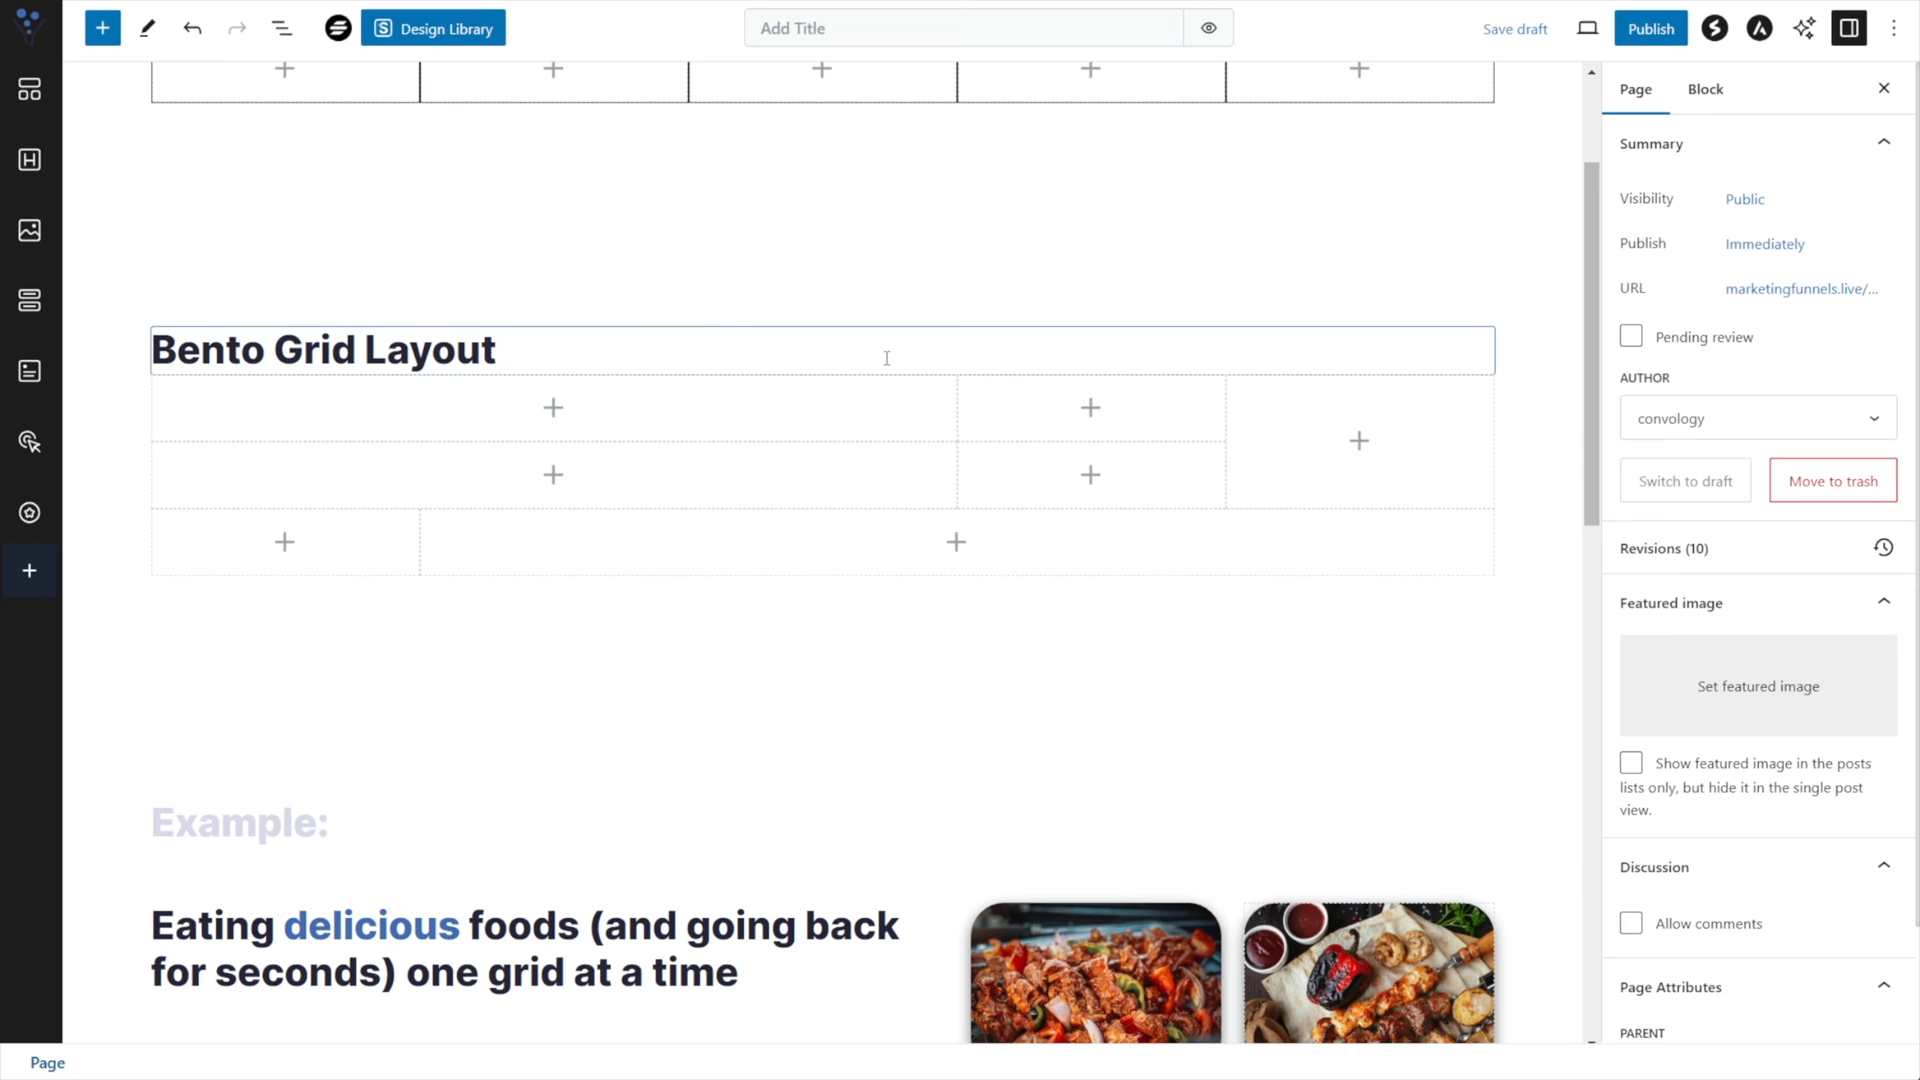 Design Library
Add Title
Save draft
Publish
Page
Block
Summary
Visibility
Public
Publish
Immediately
URL
marketingfunnels.live/...
Pending review
AUTHOR
convology
Switch to draft
Move to trash
Revisions (10)
Featured image
Set featured image
Show featured image in the posts
lists only, but hide it in the single post
view.
Discussion
Allow comments
Page Attributes
PARENT
Bento Grid Layout
Example:
Eating delicious foods (and going back
for seconds) one grid at a time
Page